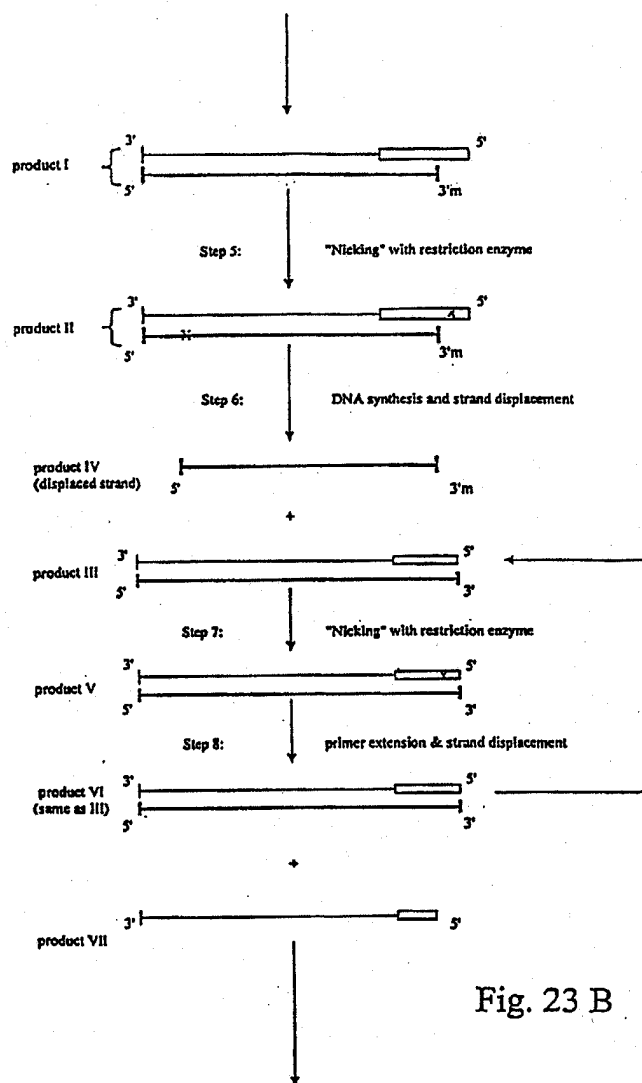 3' 5'
product I
5' 3'm
Step 5: "Nicking" with restriction enzyme
3' 5'
product II
5' 3'm
Step 6: DNA synthesis and strand displacement
product IV
(displaced strand)
5' 3'm
+
3' 5'
product III
5' 3'
Step 7: "Nicking" with restriction enzyme
3' 5'
product V
5' 3'
Step 8: primer extension & strand displacement
3' 5'
product VI
(same as III)
5' 3'
+
3' 5'
product VII
Fig. 23 B